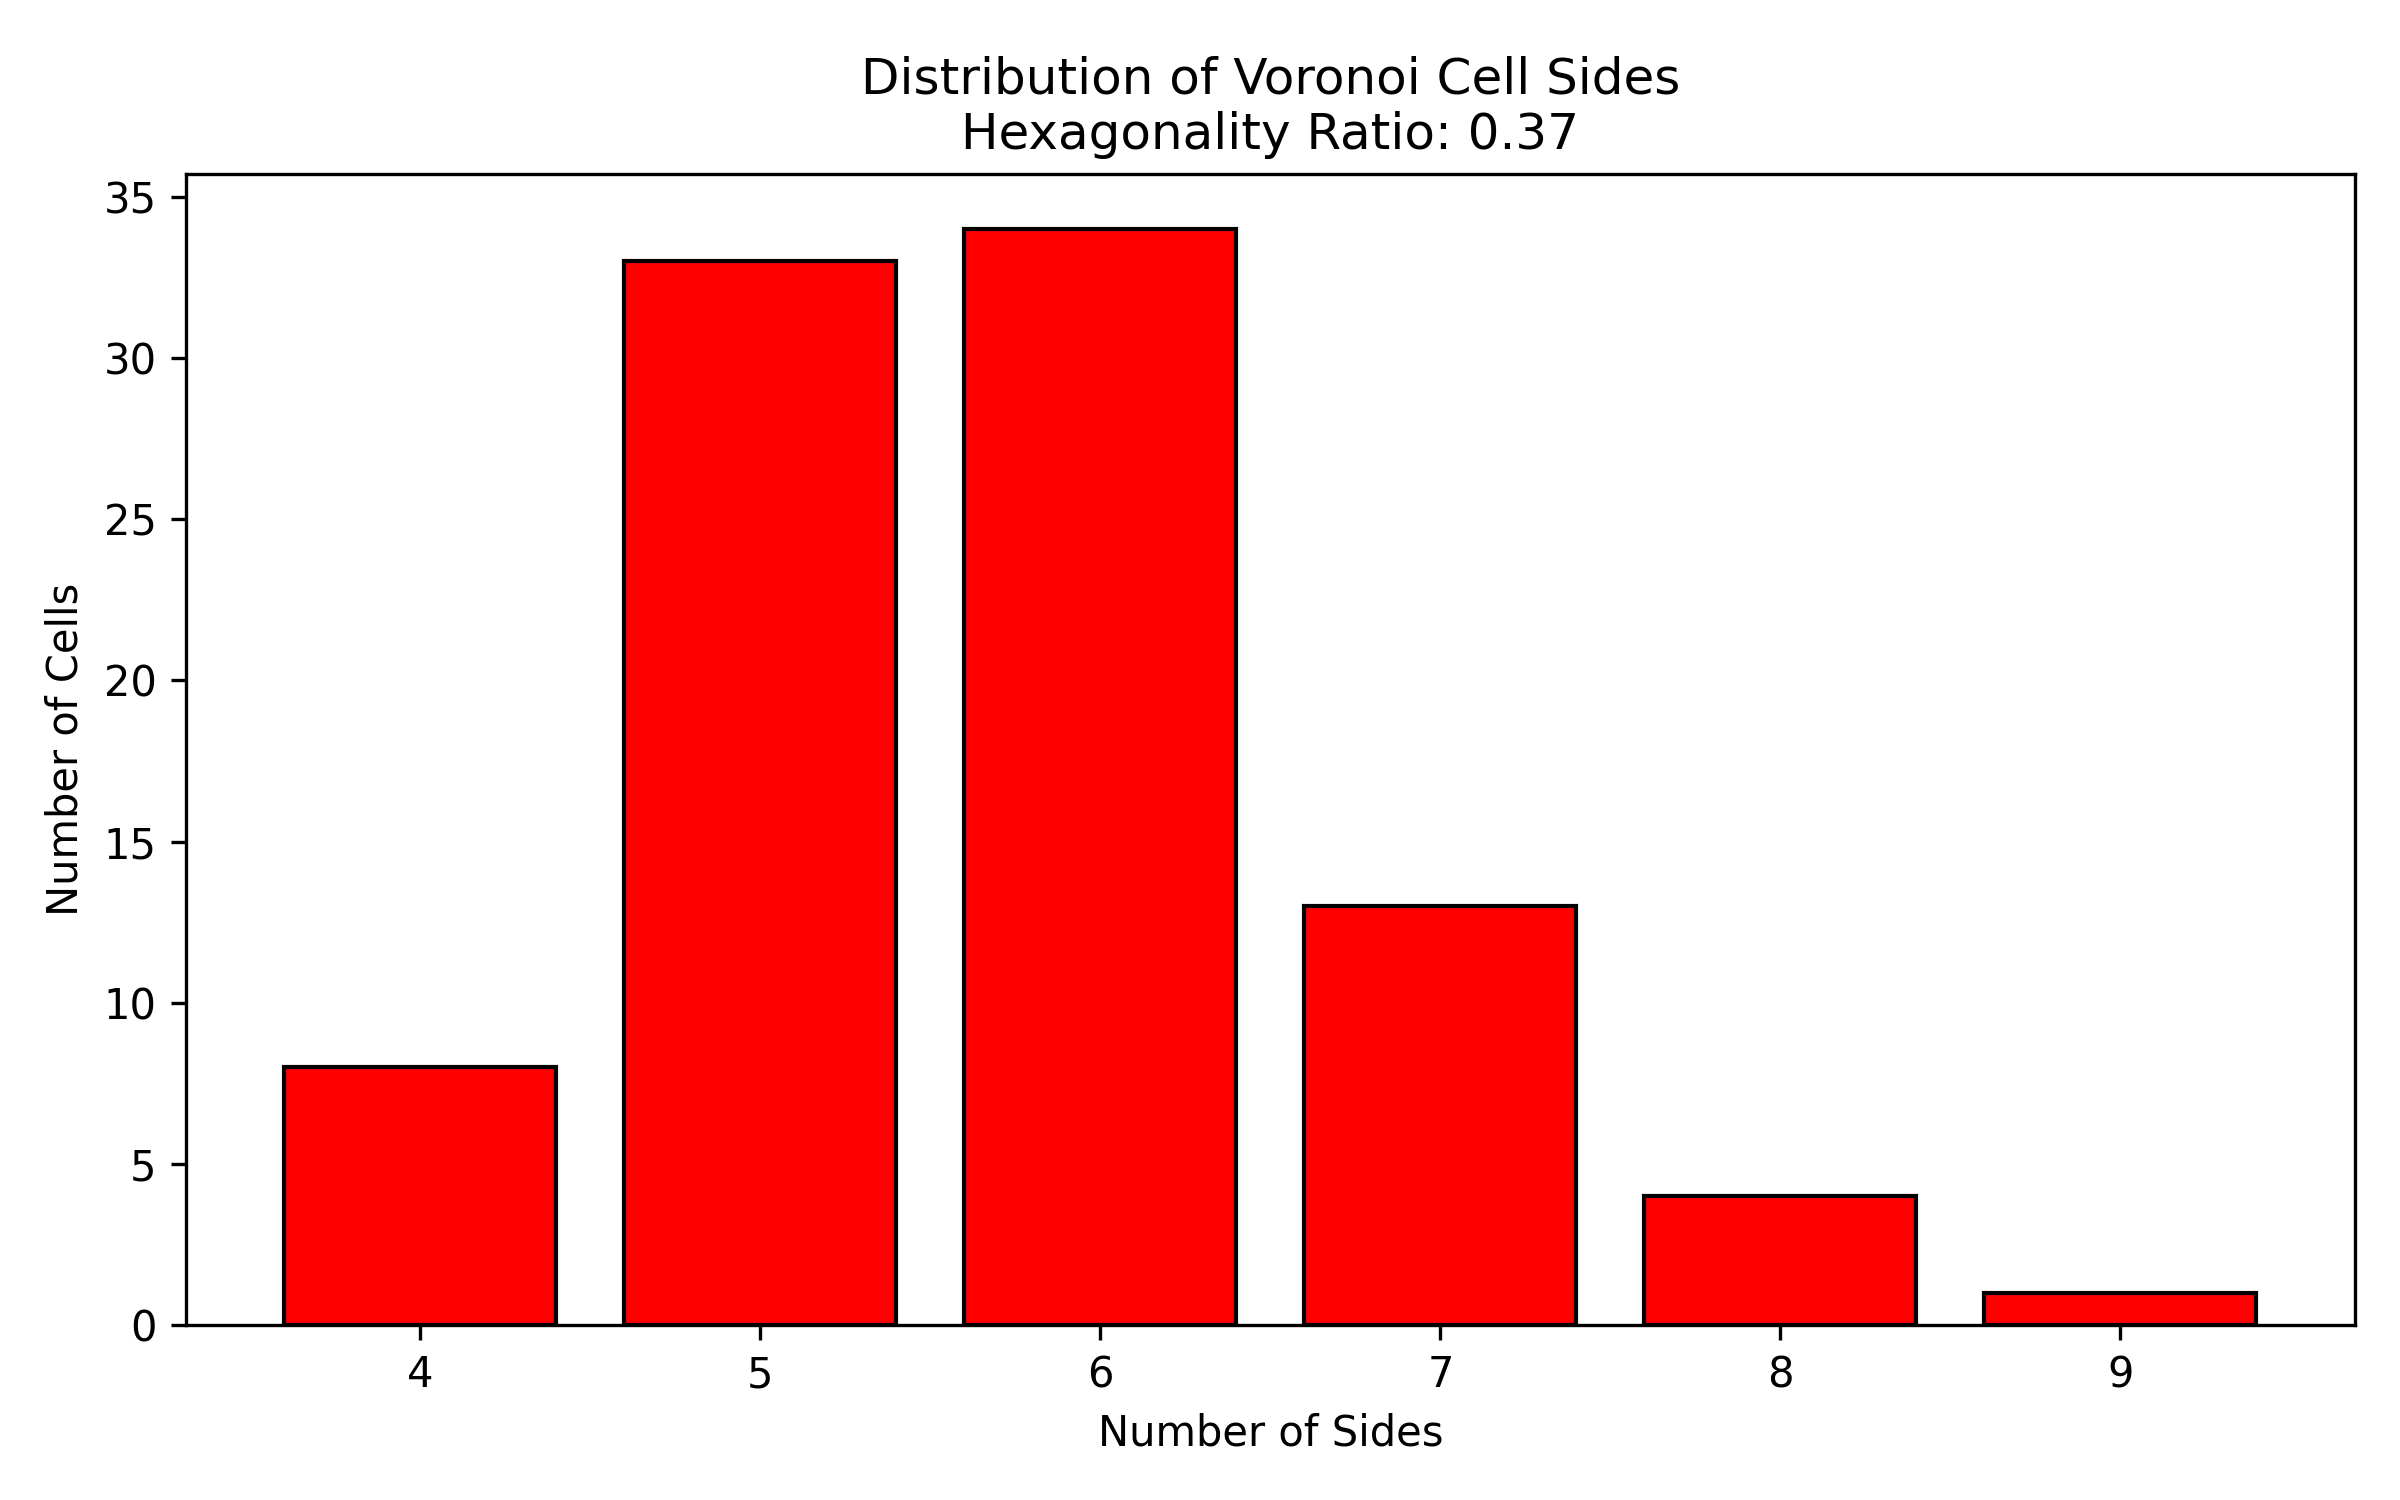 Distribution of Voronoi Cell Sides
Hexagonality Ratio: 0.37
35
30
25
20
15
10
5
0
Number of Cells
4 5 6 7 8 9
Number of Sides